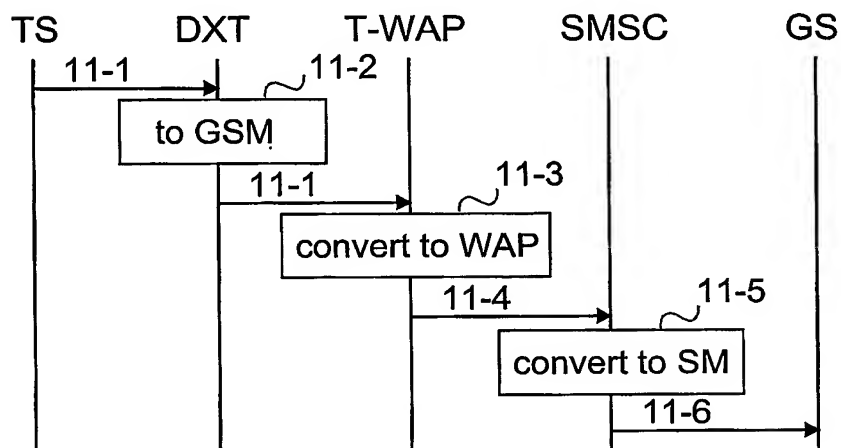 TS DXT T-WAP SMSC GS
11-1 11-2
to GSM
11-1 11-3
convert to WAP
11-4 11-5
convert to SM
11-6